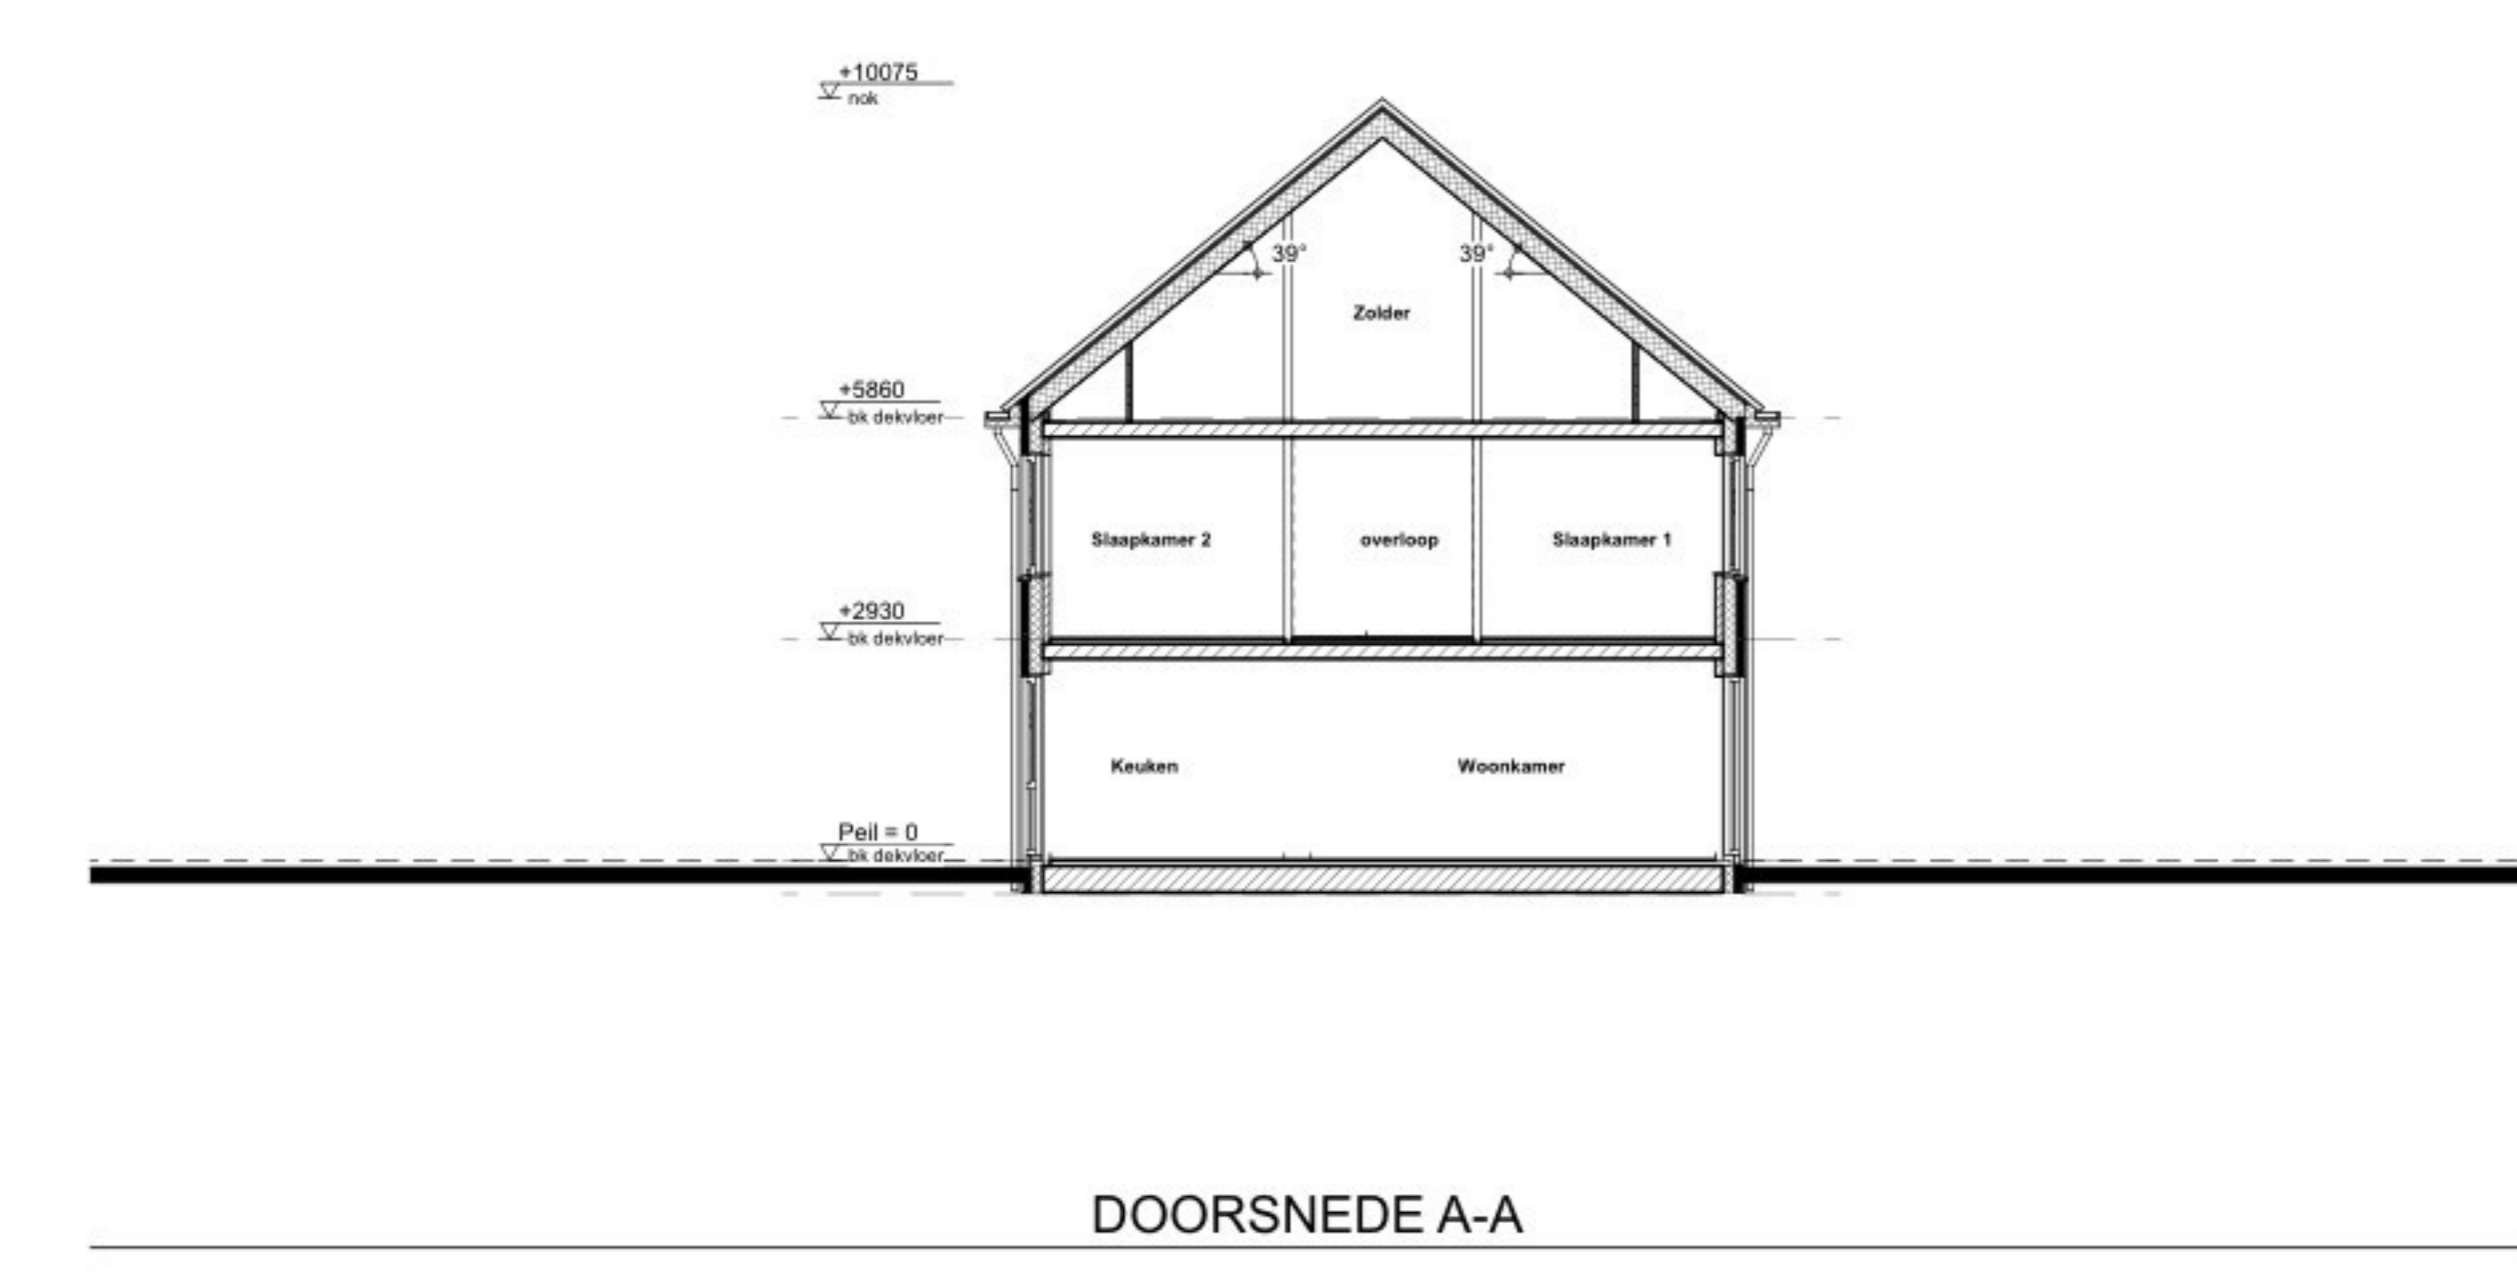 +10075
nok
39° 39°
Zolder
+5860
bk dekvloer
Slaapkamer 2 overloop Slaapkamer 1
+2930
bk dekvloer
Keuken Woonkamer
Peil = 0
bk dekvloer
DOORSNEDE A-A